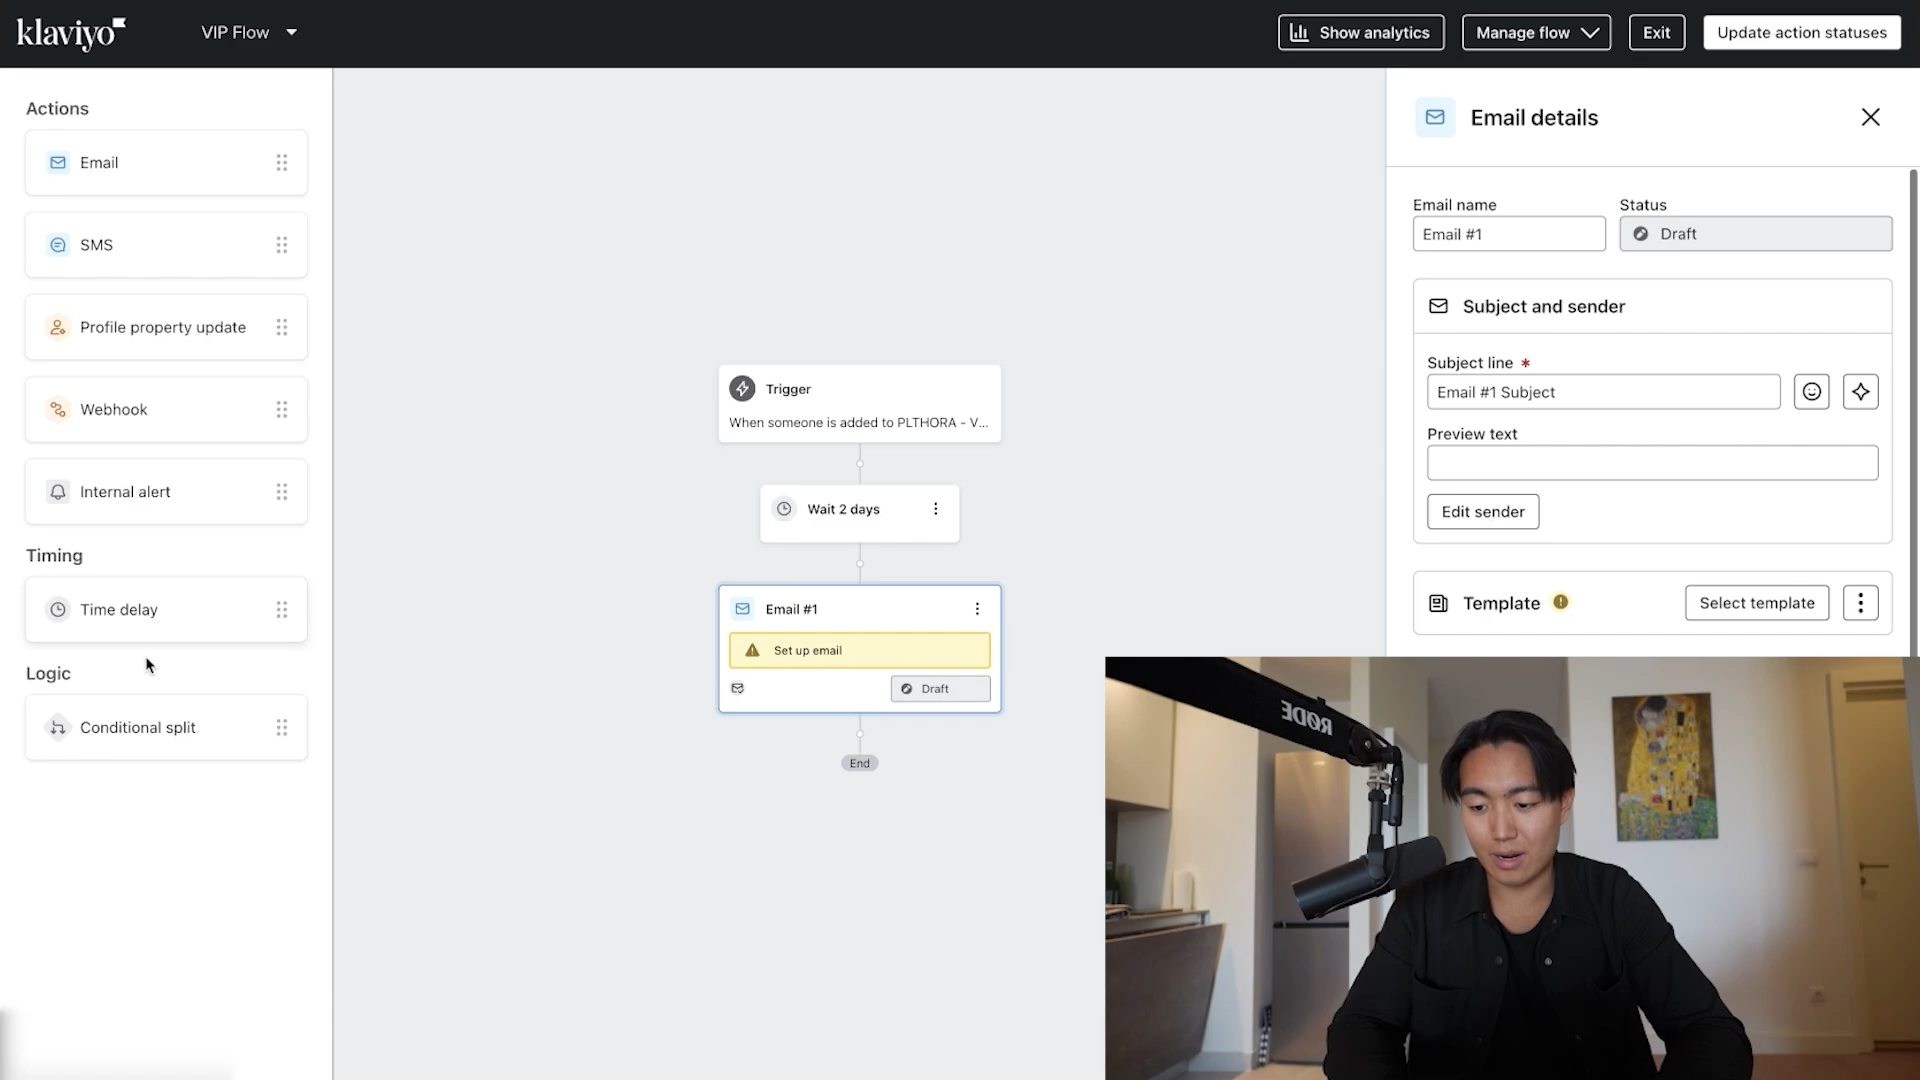 klaviyo
VIP Flow
Show analytics
Manage flow
Exit
Update action statuses
Actions
Email
SMS
Profile property update
Webhook
Internal alert
Timing
Time delay
Logic
Conditional split
Trigger
When someone is added to PLTHORA - V...
Wait 2 days
Email #1
Set up email
Draft
End
Email details
Email name
Status
Email #1
Draft
Subject and sender
Subject line *
Email #1 Subject
Preview text
Edit sender
Template
Select template
RØDE